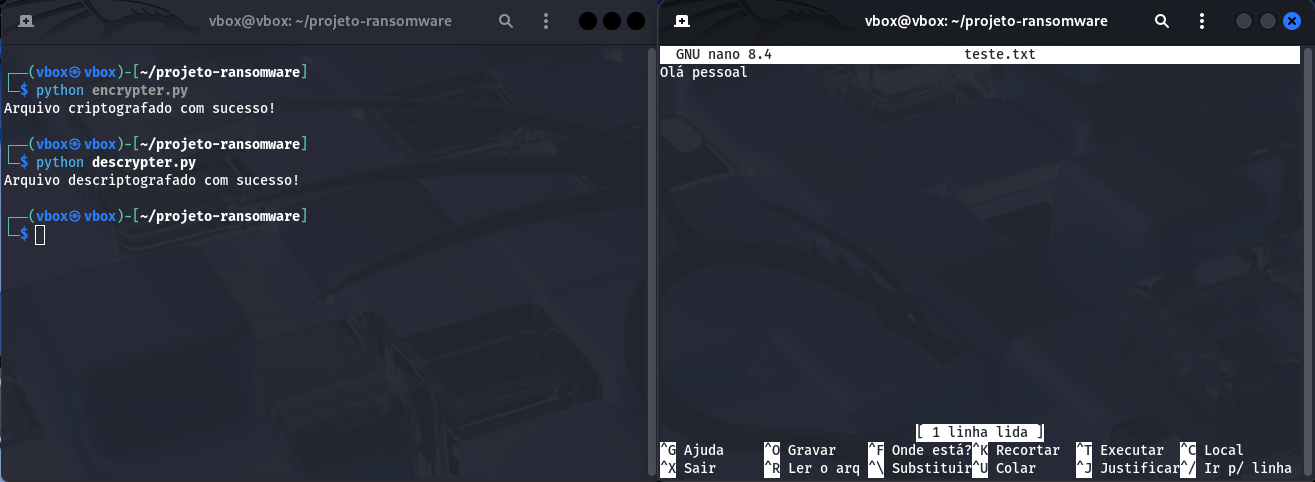 vbox@vbox: ~/projeto-ransomware
┌──(vbox㉿vbox)-[~/projeto-ransomware]
└─$ python encrypter.py
Arquivo criptografado com sucesso!
┌──(vbox㉿vbox)-[~/projeto-ransomware]
└─$ python descrypter.py
Arquivo descriptografado com sucesso!
┌──(vbox㉿vbox)-[~/projeto-ransomware]
└─$
vbox@vbox: ~/projeto-ransomware
GNU nano 8.4 teste.txt
Olá pessoal
[ 1 linha lida ]
^G Ajuda ^O Gravar ^F Onde está? ^K Recortar ^T Executar ^C Local
^X Sair ^R Ler o arq ^\ Substituir ^U Colar ^J Justificar ^/ Ir p/ linha